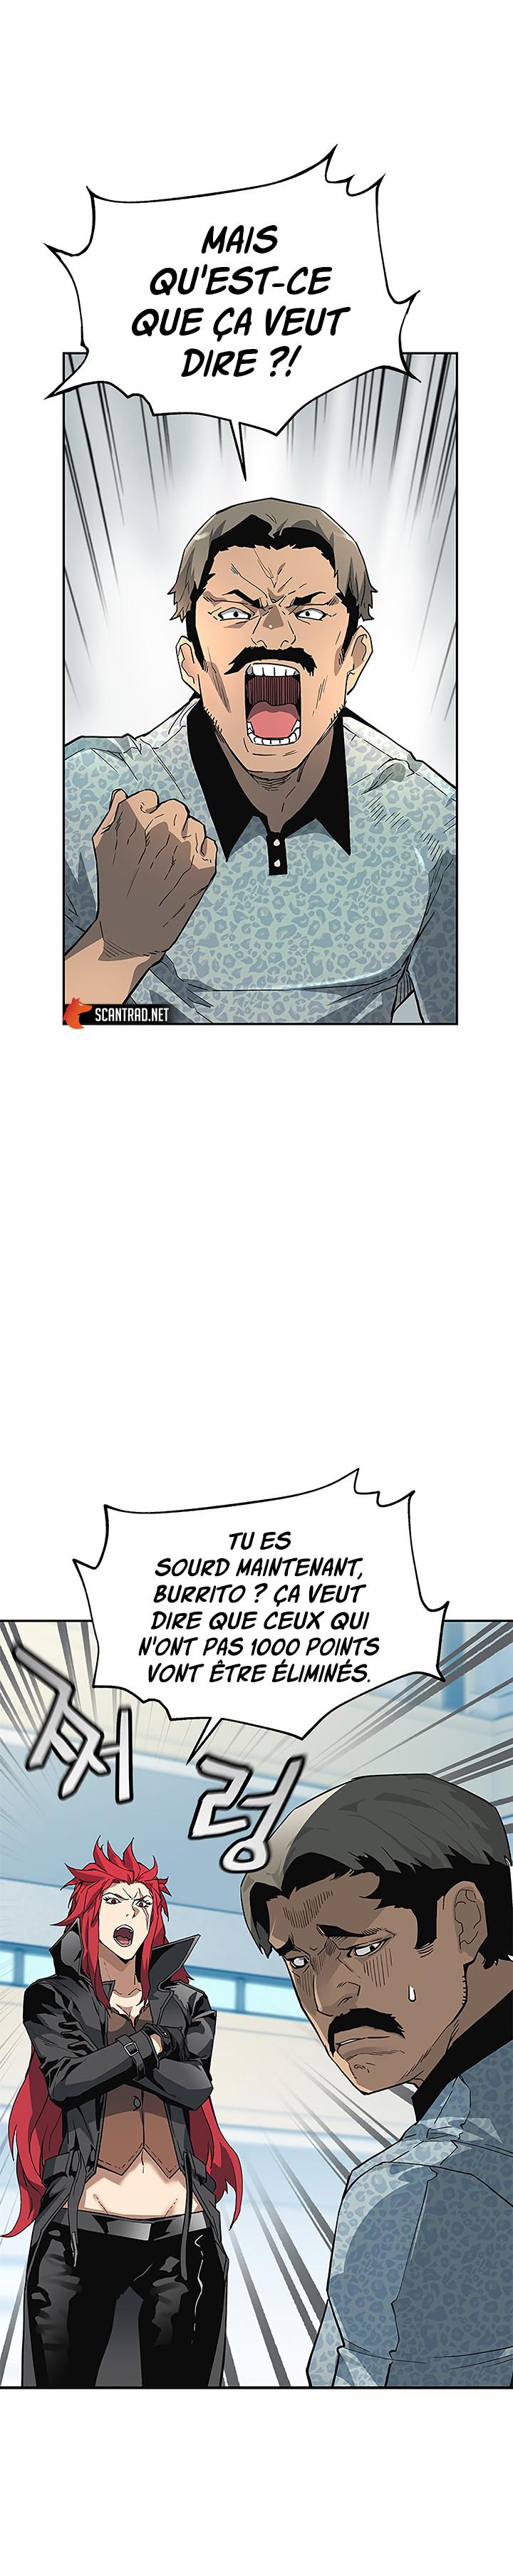 MAIS
QU'EST-CE
QUE ÇA VEUT
DIRE ?!
SCANTRAD.NET
TU ES
SOURD MAINTENANT,
BURRITO ? ÇA VEUT
DIRE QUE CEUX QUI
N'ONT PAS 1000 POINTS
VONT ÊTRE ÉLIMINÉS.
쩌
렁